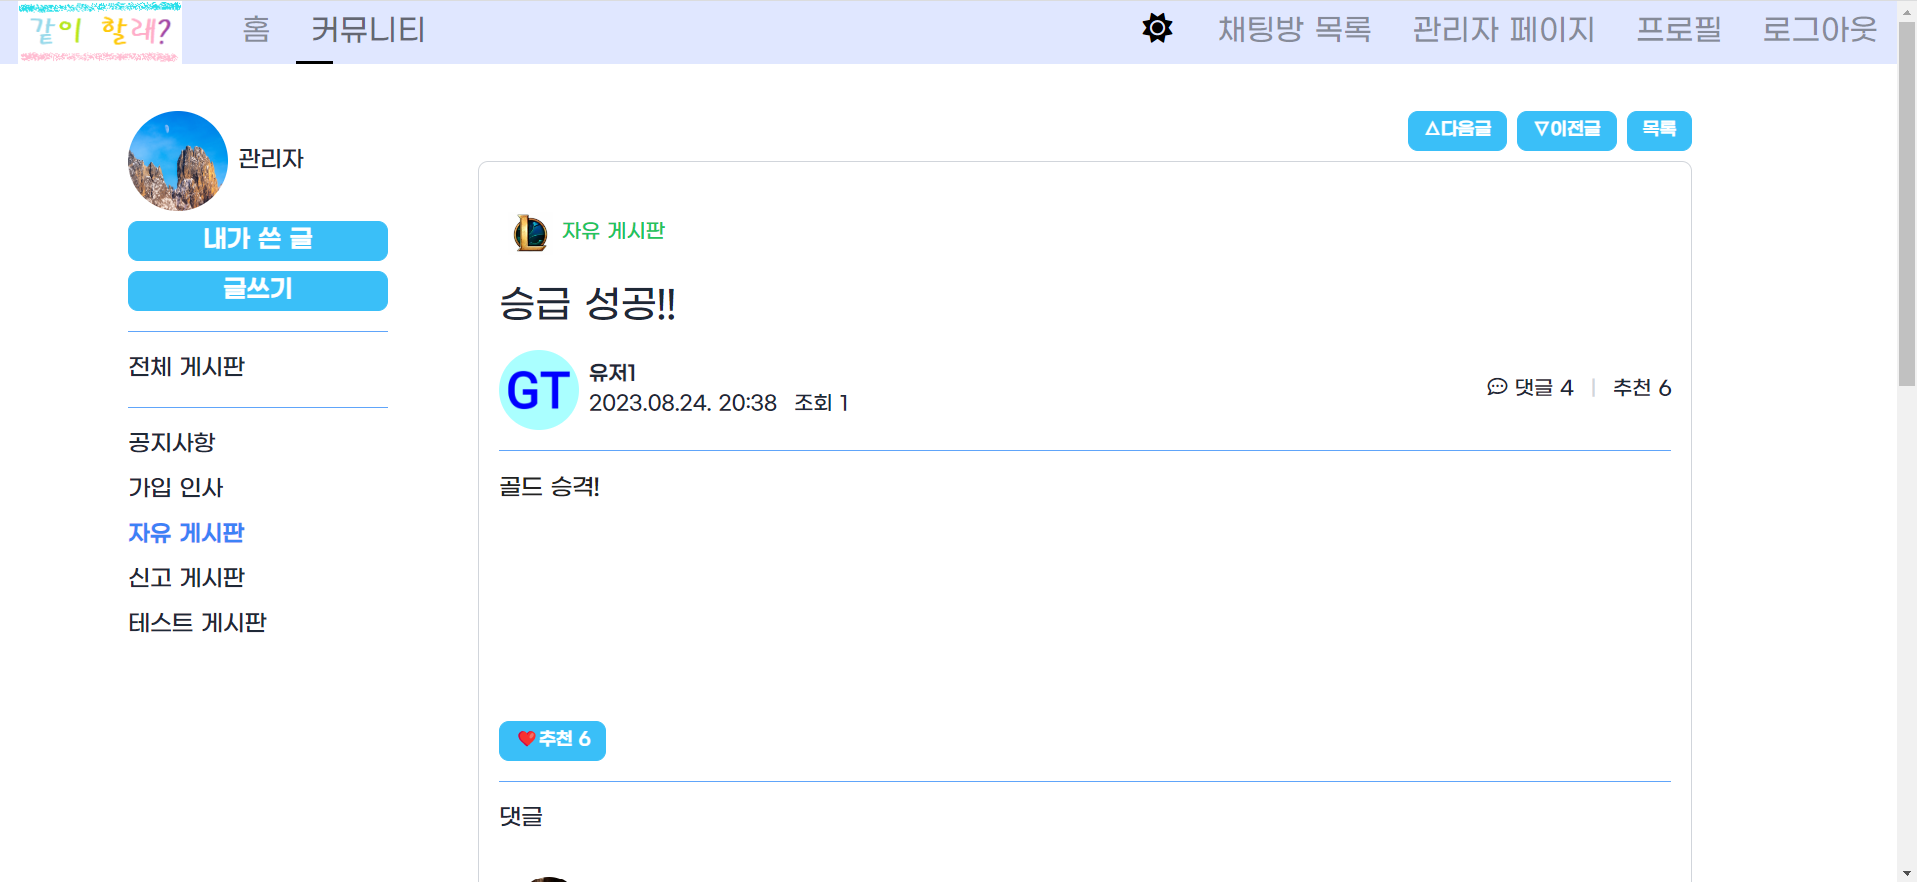 같이 할래?
홈 커뮤니티 채팅방 목록 관리자 페이지 프로필 로그아웃
△다음글 ▽이전글 목록
관리자
내가 쓴 글
글쓰기
전체 게시판
공지사항
가입 인사
자유 게시판
신고 게시판
테스트 게시판
자유 게시판
승급 성공!!
GT
유저1
2023.08.24. 20:38 조회 1
댓글 4 | 추천 6
골드 승격!
❤️추천 6
댓글